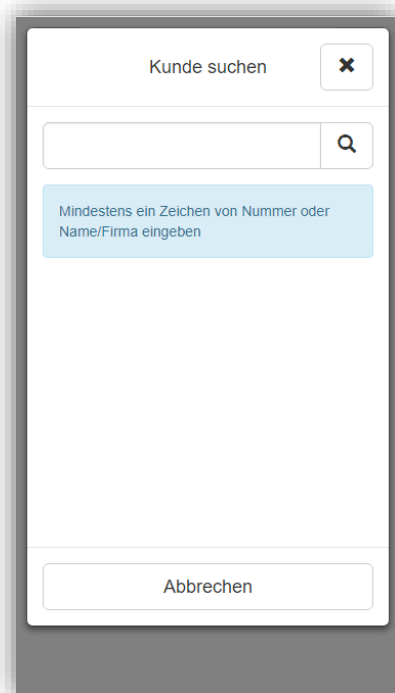 Kunde suchen
Mindestens ein Zeichen von Nummer oder
Name/Firma eingeben
Abbrechen